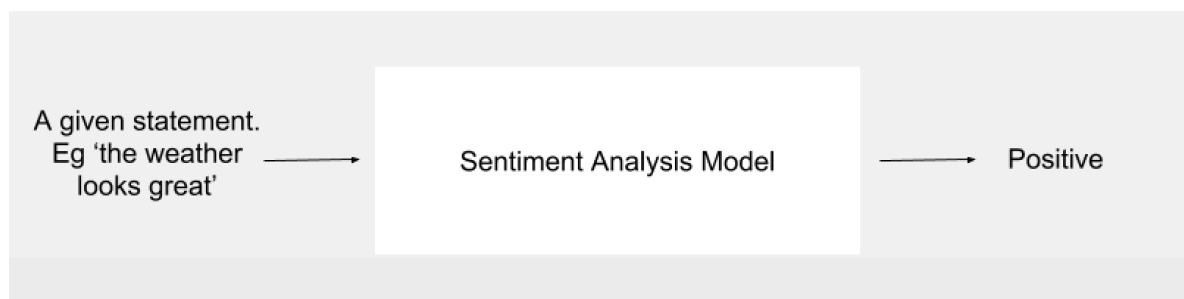 A given statement.
Eg ‘the weather
looks great’
Sentiment Analysis Model
Positive